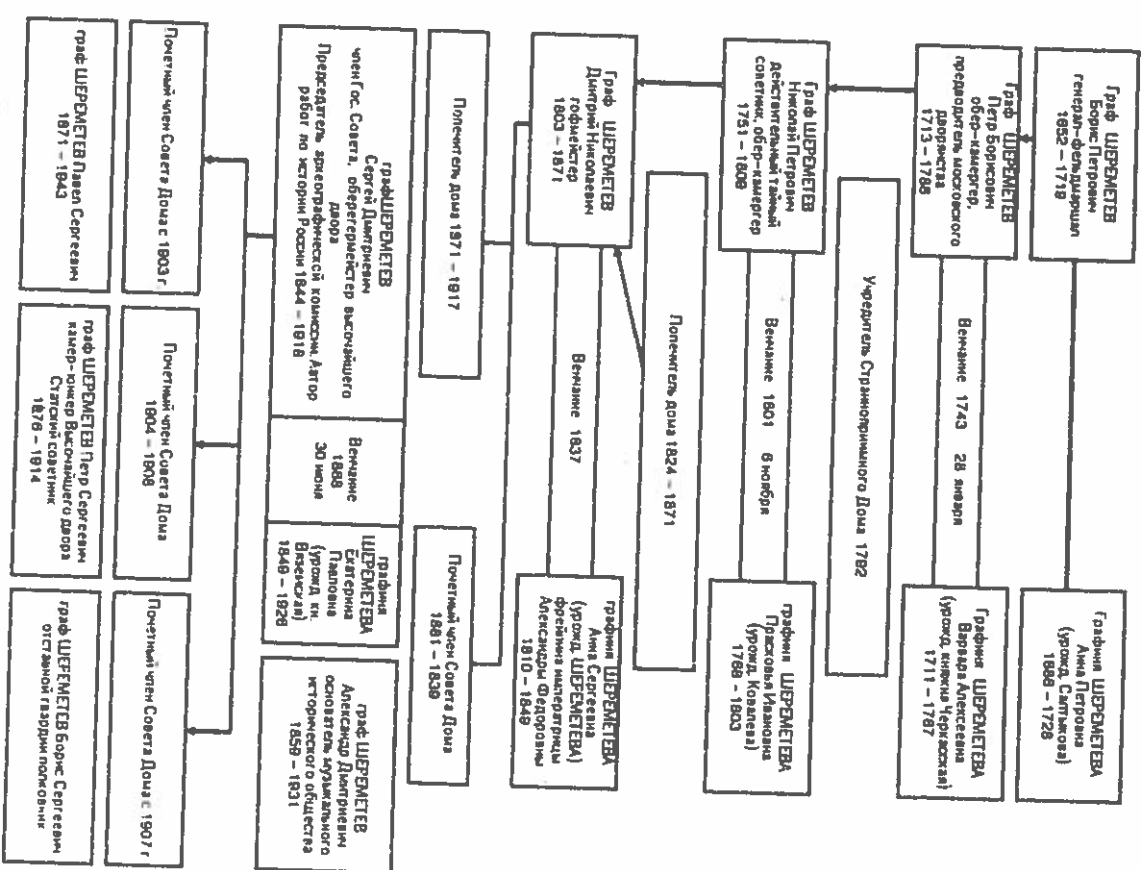 Граф ШЕРЕМЕТЕВ
Борис Петрович
генерал-фельдмаршал
1652 – 1719
Графиня ШЕРЕМЕТЕВА
Анна Петровна
(урожд. Салтыкова)
1686 – 1728
Граф ШЕРЕМЕТЕВ
Петр Борисович
обер-камергер,
предводитель московского
дворянства
1713 – 1788
Венчание 1743 28 января
Графиня ШЕРЕМЕТЕВА
Варвара Алексеевна
(урожд. княжна Черкасская)
1711 – 1767
Учредитель Странноприимного Дома 1792
Граф ШЕРЕМЕТЕВ
Николай Петрович
действительный тайный
советник, обер-камергер
1751 – 1809
Венчание 1801 6 ноября
графиня ШЕРЕМЕТЕВА
Прасковья Ивановна
(урожд. Ковалева)
1768 – 1803
Попечитель дома 1824 – 1871
Граф ШЕРЕМЕТЕВ
Дмитрий Николаевич
гофмейстер
1803 – 1871
Венчание 1837
графиня ШЕРЕМЕТЕВА
Анна Сергеевна
(урожд. ШЕРЕМЕТЕВА)
фрейлина императрицы
Александры Федоровны
1810 – 1849
Попечитель дома 1971 – 1917
Почетный член Совета Дома
1881 – 1839
графШЕРЕМЕТЕВ
Сергей Дмитриевич
член Гос. Совета, оберегермейстер высочайшего
двора
Председатель археографической комиссии. Автор
работ по истории России 1844 – 1918
Венчание
1868
30 июня
графиня
ШЕРЕМЕТЕВА
Екатерина
Павловна
(урожд кн.
Вяземская)
1849 – 1926
граф ШЕРЕМЕТЕВ
Александр Дмитриевич
основатель музыкального
исторического общества
1859 – 1931
Почетный член Совета Дома с 1903 г.
Почетный член Совета Дома
1904 – 1908
Почетный член Совета Дома с 1907 г
граф ШЕРЕМЕТЕВ Павел Сергеевич
1871 – 1943
граф ШЕРЕМЕТЕВ Петр Сергеевич
камер-юнкер Высочайшего двора
Статский советник
1876 – 1914
граф ШЕРЕМЕТЕВ Борис Сергеевич
отставной гвардии полковник